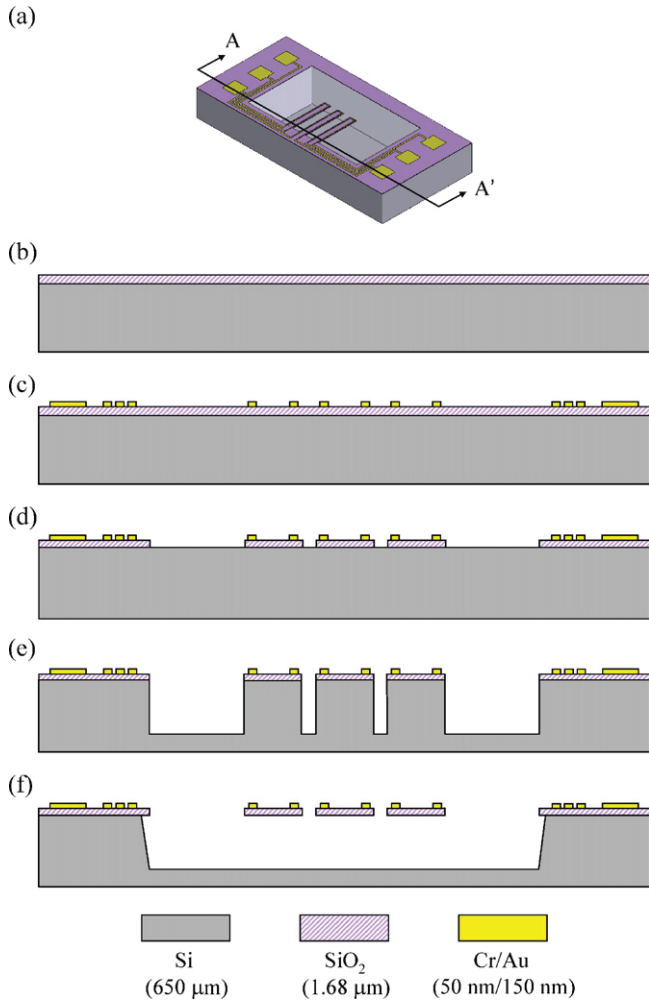 (a)
A
A'
(b)
(c)
(d)
(e)
(f)
Si
(650 μm)
SiO₂
(1.68 μm)
Cr/Au
(50 nm/150 nm)